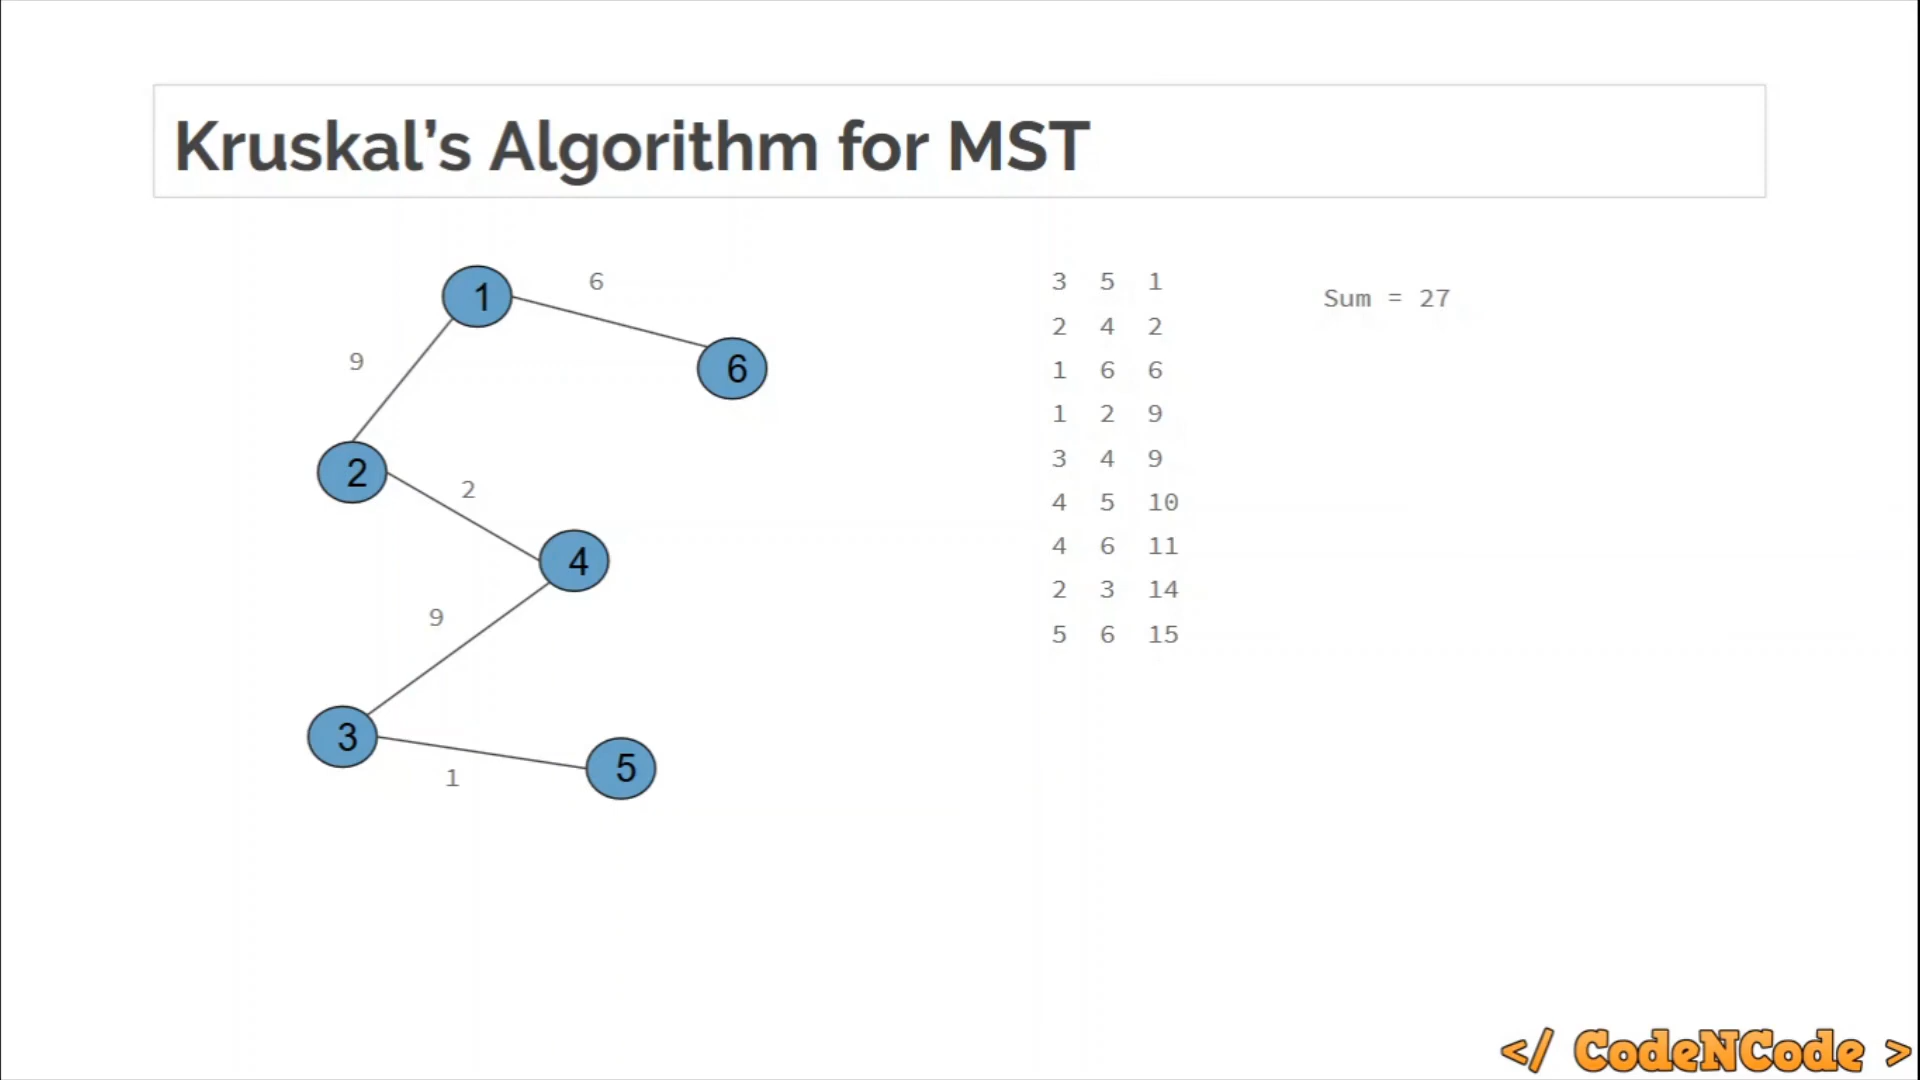 Kruskal’s Algorithm for MST
1
6
6
9
2
2
4
9
3
1
5
3 5 1
2 4 2
1 6 6
1 2 9
3 4 9
4 5 10
4 6 11
2 3 14
5 6 15
Sum = 27
</ CodeNCode >